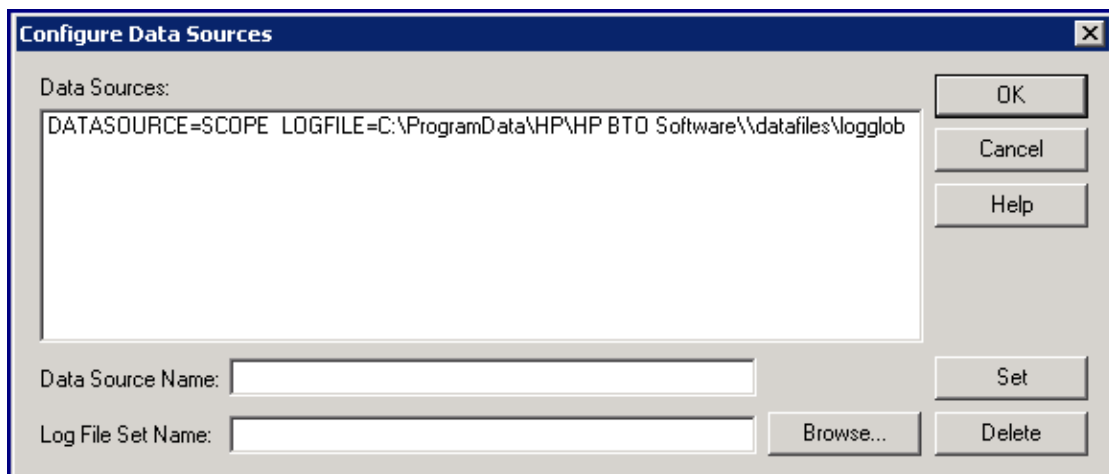 Configure Data Sources
Data Sources:
DATASOURCE=SCOPE LOGFILE=C:\ProgramData\HP\HP BTO Software\\datafiles\logglob
OK
Cancel
Help
Data Source Name:
Set
Log File Set Name:
Browse...
Delete